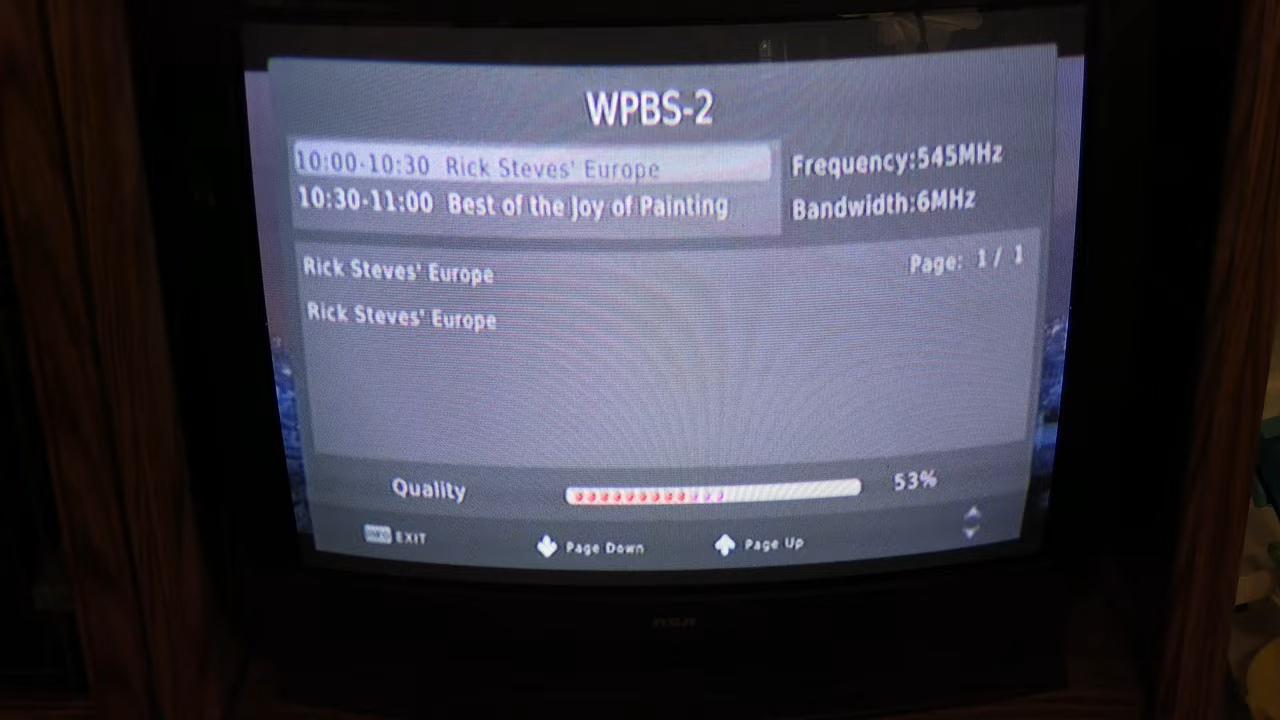 WPBS-2
10:00-10:30 Rick Steves' Europe
10:30-11:00 Best of the Joy of Painting
Frequency:545MHz
Bandwidth:6MHz
Rick Steves' Europe
Page: 1 / 1
Rick Steves' Europe
Quality
53%
INFO EXIT
Page Down
Page Up
RCA